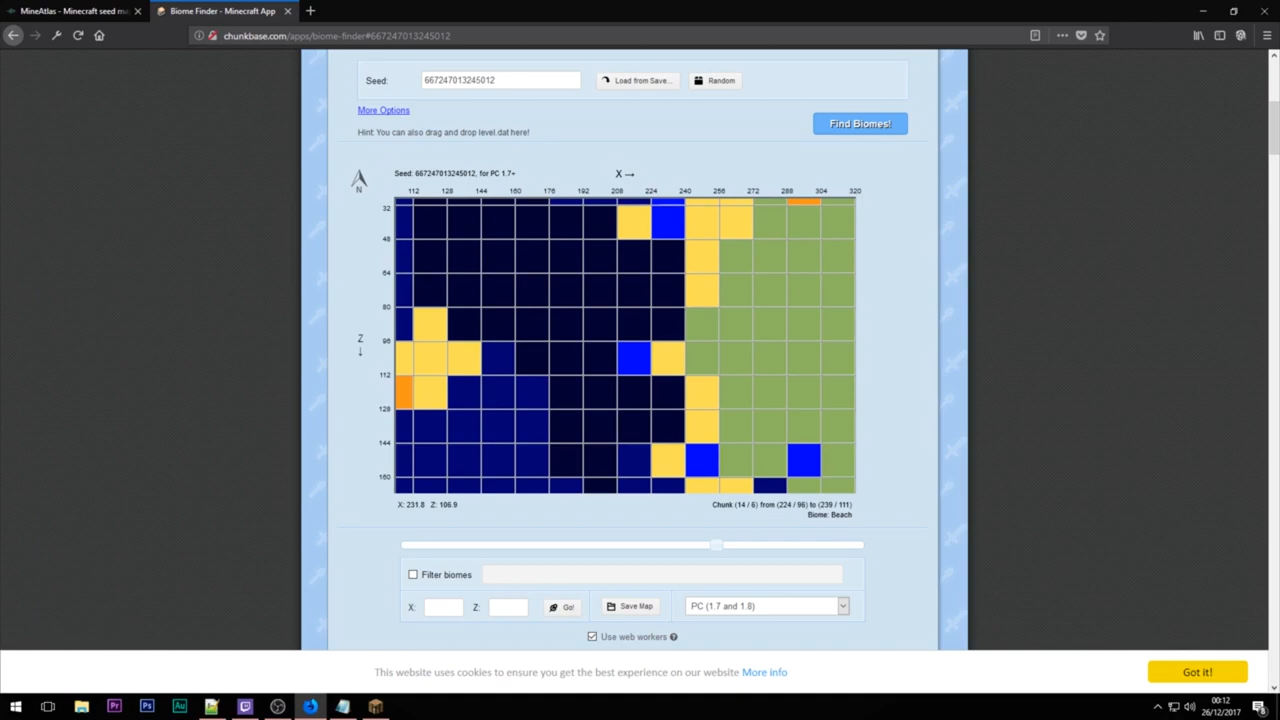 MineAtlas - Minecraft seed ma
Biome Finder - Minecraft App
chunkbase.com/apps/biome-finder#667247013245012
Seed: 667247013245012 Load from Save... Random
More Options
Find Biomes!
Hint: You can also drag and drop level.dat here!
N
Seed: 667247013245012, for PC 1.7+
X →
112 128 144 160 176 192 208 224 240 256 272 288 304 320
32
48
64
80
Z
↓
96
112
128
144
160
X: 231.8 Z: 106.9
Chunk (14 / 6) from (224 / 96) to (239 / 111)
Biome: Beach
Filter biomes
X: Z: Go! Save Map PC (1.7 and 1.8)
Use web workers ?
This website uses cookies to ensure you get the best experience on our website More info
Got it!
Pr Ps Au
00:12
26/12/2017
8